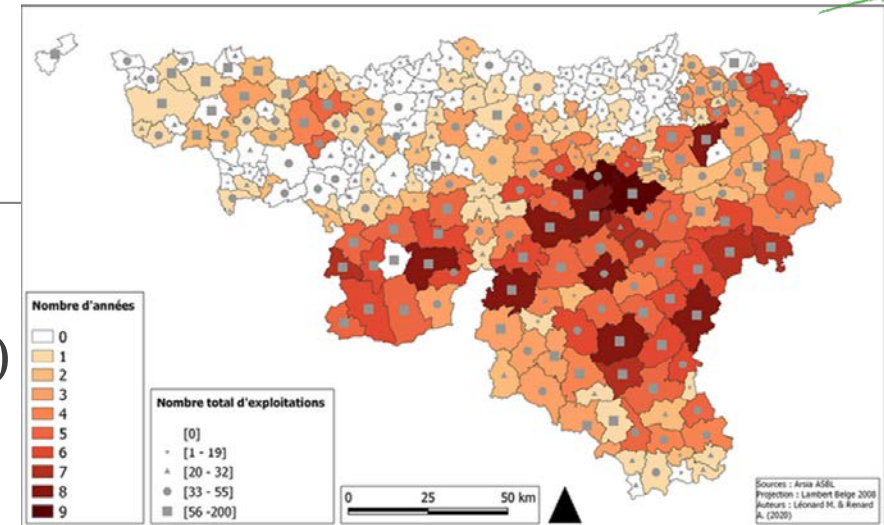 )
Nombre d'années
0
1
2
3
4
5
6
7
8
9
Nombre total d'exploitations
[0]
[1 - 19]
[20 - 32]
[33 - 55]
[56 -200]
0 25 50 km
Sources : Arsia ASBL
Projection : Lambert Belge 2008
Auteurs : Léonard M. & Renard
A. (2020)